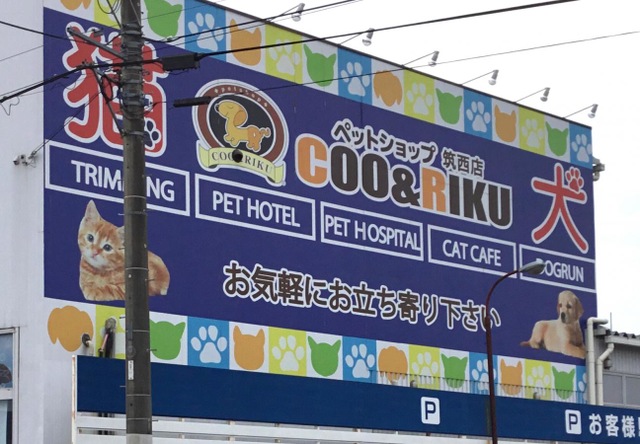 猫
COO&RIKU
ペットショップ 筑西店
COO&RIKU
犬
TRIMMING
PET HOTEL
PET HOSPITAL
CAT CAFE
DOGRUN
お気軽にお立ち寄り下さい
P
P お客様